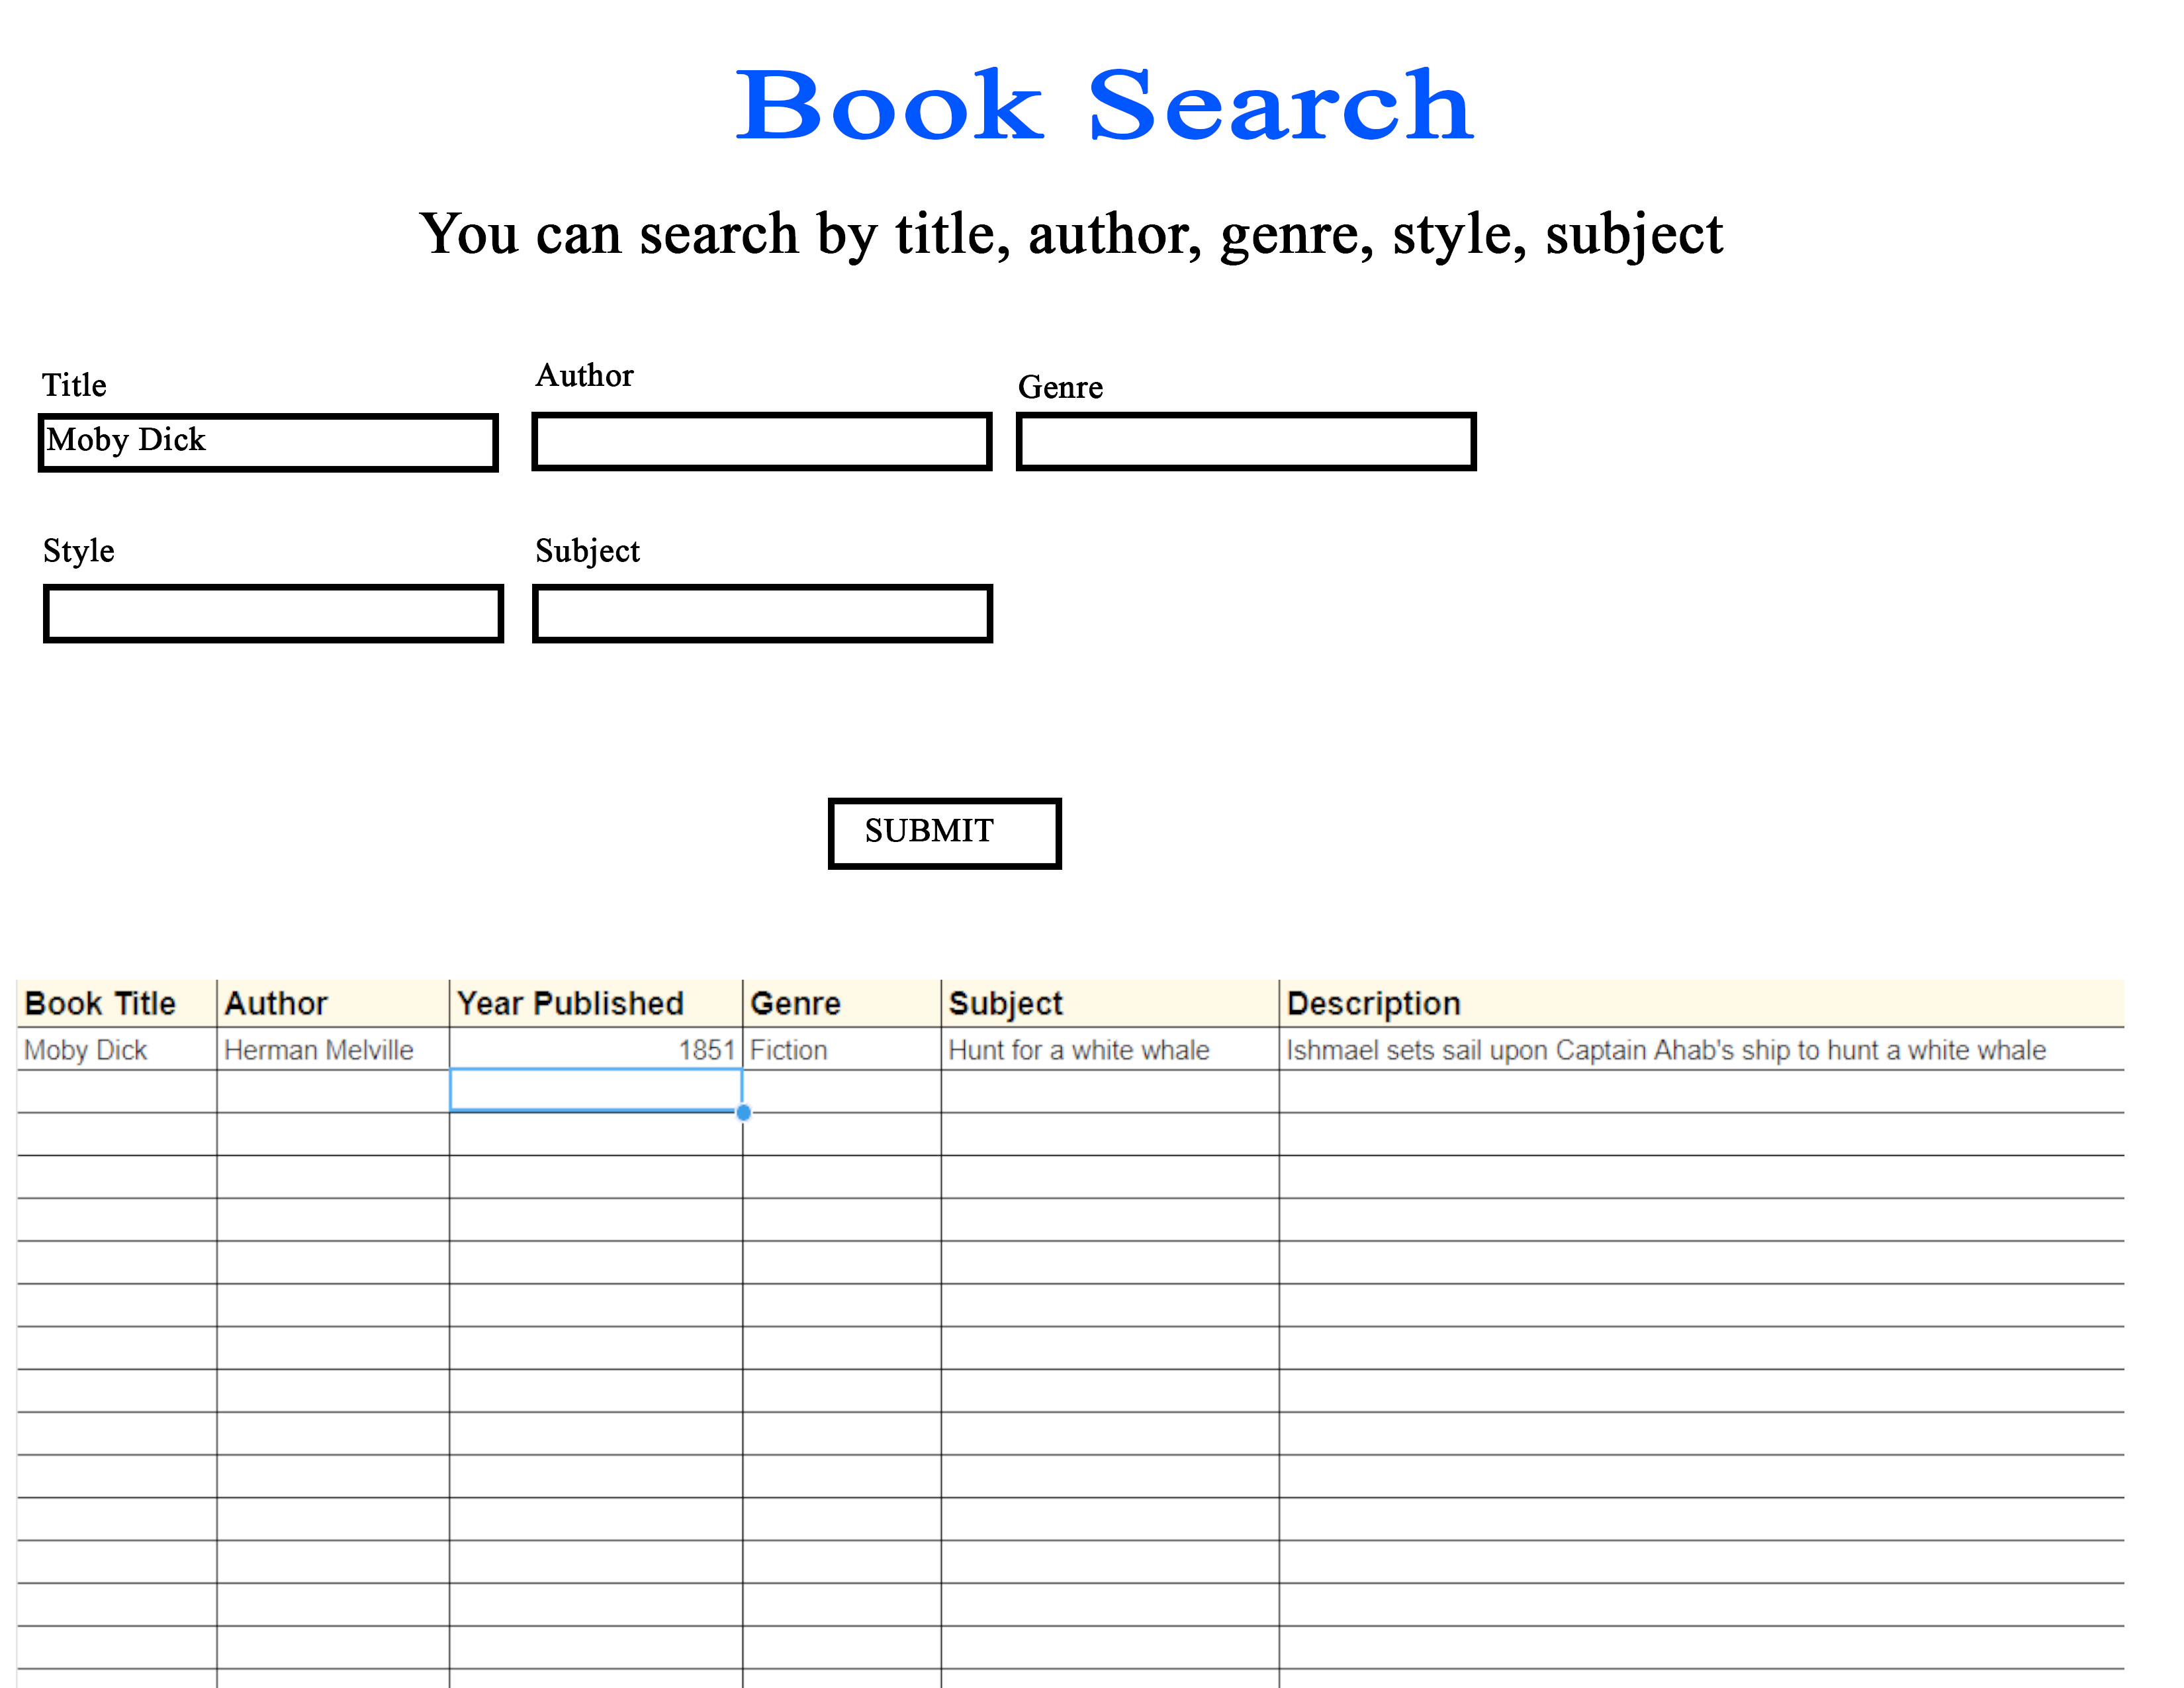 Book Search
You can search by title, author, genre, style, subject
Title Author Genre
Moby Dick
Style Subject
SUBMIT
Book Title Author Year Published Genre Subject Description
Moby Dick Herman Melville 1851 Fiction Hunt for a white whale Ishmael sets sail upon Captain Ahab's ship to hunt a white whale